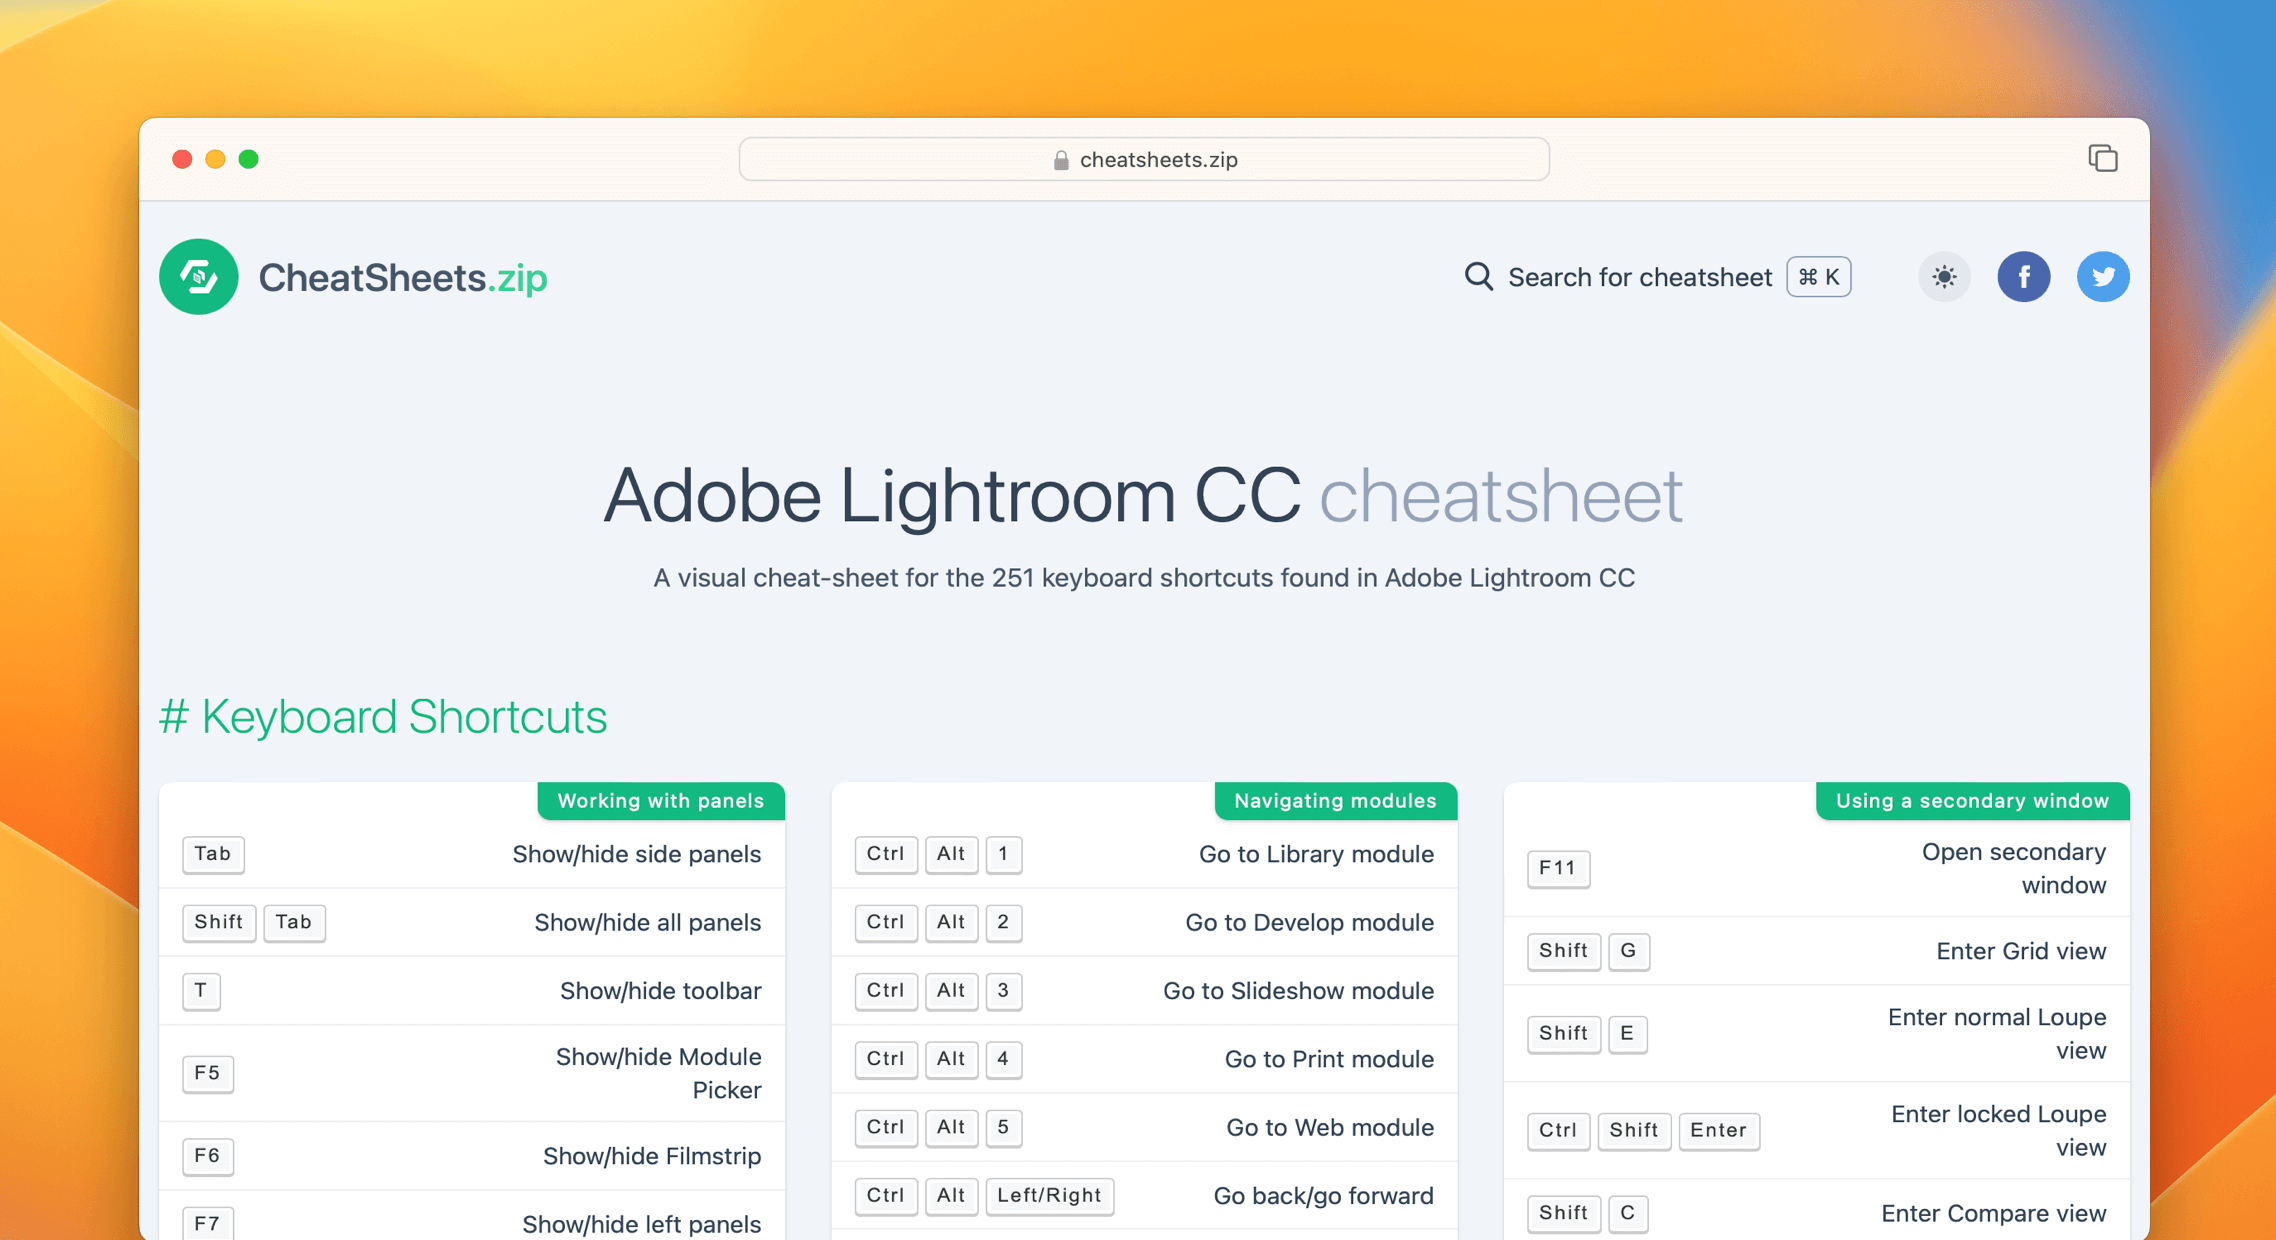 cheatsheets.zip
CheatSheets.zip
Search for cheatsheet ⌘ K
f
Adobe Lightroom CC cheatsheet
A visual cheat-sheet for the 251 keyboard shortcuts found in Adobe Lightroom CC
# Keyboard Shortcuts
Working with panels
Tab Show/hide side panels
Shift Tab Show/hide all panels
T Show/hide toolbar
F5 Show/hide Module
Picker
F6 Show/hide Filmstrip
F7 Show/hide left panels
Navigating modules
Ctrl Alt 1 Go to Library module
Ctrl Alt 2 Go to Develop module
Ctrl Alt 3 Go to Slideshow module
Ctrl Alt 4 Go to Print module
Ctrl Alt 5 Go to Web module
Ctrl Alt Left/Right Go back/go forward
Using a secondary window
F11 Open secondary
window
Shift G Enter Grid view
Shift E Enter normal Loupe
view
Ctrl Shift Enter Enter locked Loupe
view
Shift C Enter Compare view